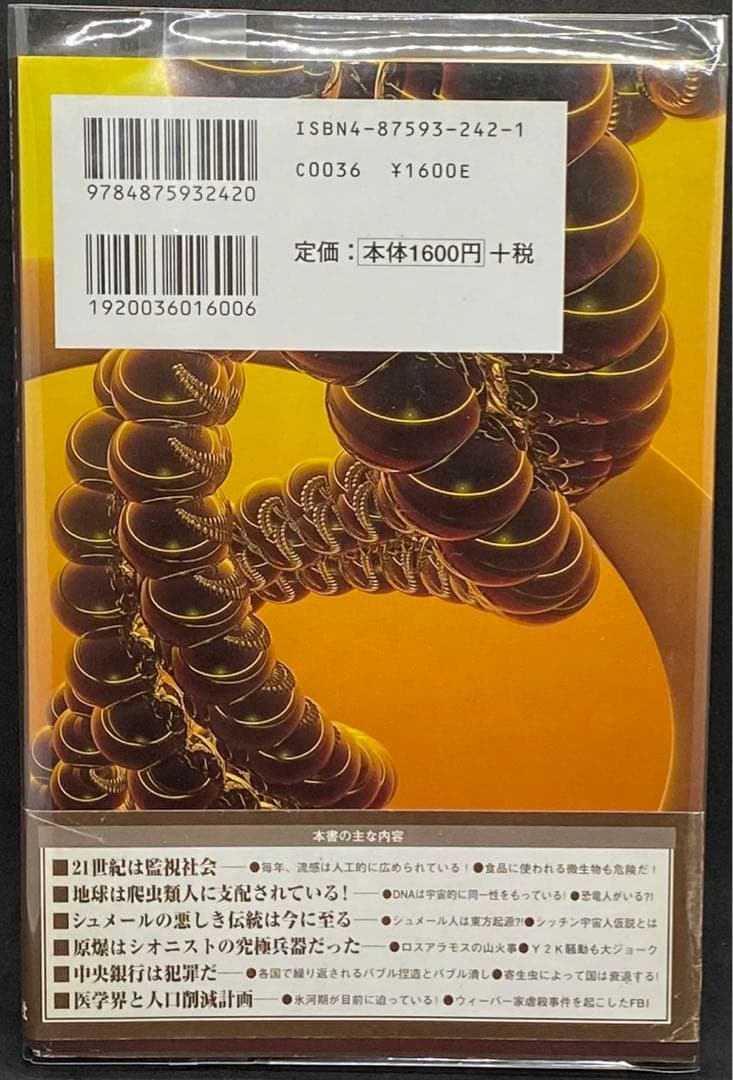 ISBN4-87593-242-1
C0036 ¥1600E
9784875932420
定価：本体1600円＋税
1920036016006
本書の主な内容
■21世紀は監視社会──●毎年、流感は人工的に広められている！●食品に使われる微生物も危険だ！
■地球は爬虫類人に支配されている！──●DNAは宇宙的に同一性をもっている！●恐竜人がいる?!
■シュメールの悪しき伝統は今に至る──●シュメール人は東方起源?!●シッチン宇宙人仮説とは
■原爆はシオニストの究極兵器だった──●ロスアラモスの山火事●Y2K騒動も大ジョーク
■中央銀行は犯罪だ──●各国で繰り返されるバブル捏造とバブル潰し●寄生虫によって国は衰退する!
■医学界と人口削減計画──●氷河期が目前に迫っている!●ウィーバー家虐殺事件を起こしたFBI